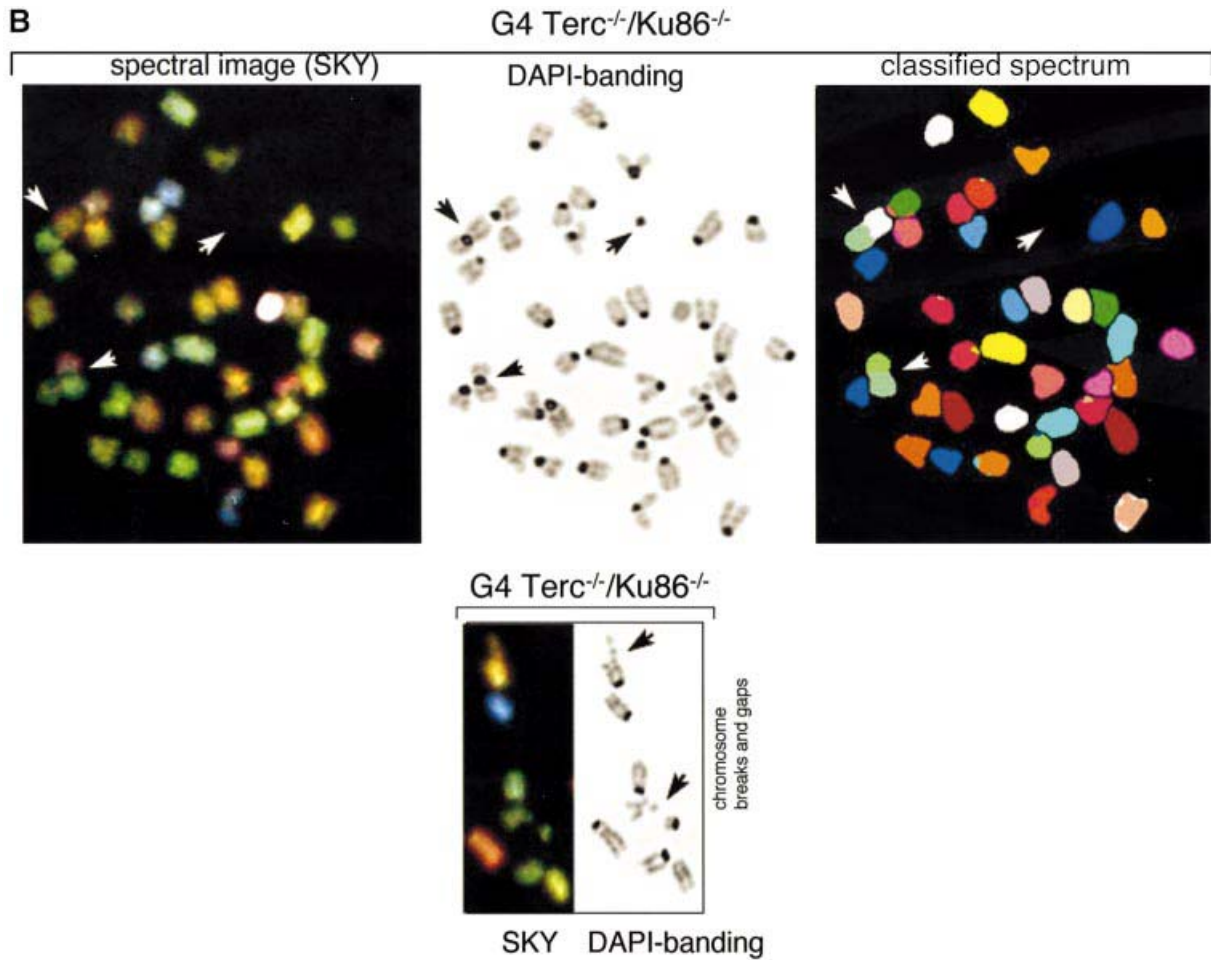 B
G4 Terc-/-/Ku86-/-
spectral image (SKY)
DAPI-banding
classified spectrum
G4 Terc-/-/Ku86-/-
chromosome
breaks and gaps
SKY
DAPI-banding